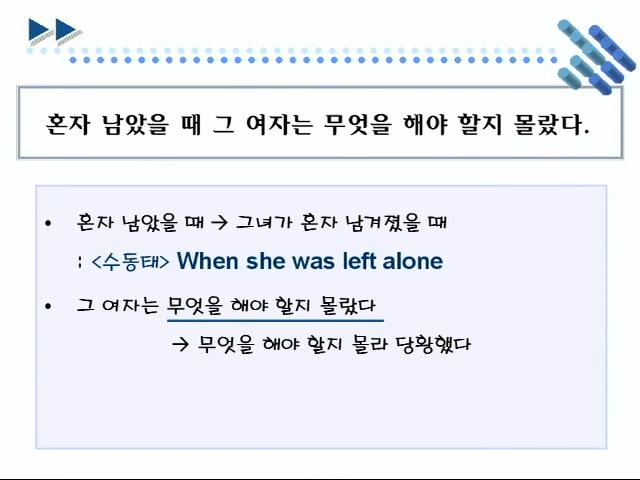 혼자 남았을 때 그 여자는 무엇을 해야 할지 몰랐다.
• 혼자 남았을 때 → 그녀가 혼자 남겨졌을 때
: <수동태> When she was left alone
• 그 여자는 무엇을 해야 할지 몰랐다
→ 무엇을 해야 할지 몰라 당황했다